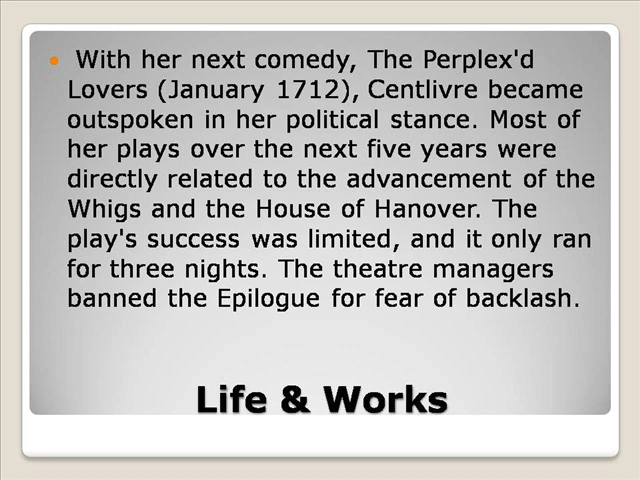 With her next comedy, The Perplex'd
Lovers (January 1712), Centlivre became
outspoken in her political stance. Most of
her plays over the next five years were
directly related to the advancement of the
Whigs and the House of Hanover. The
play's success was limited, and it only ran
for three nights. The theatre managers
banned the Epilogue for fear of backlash.
Life & Works